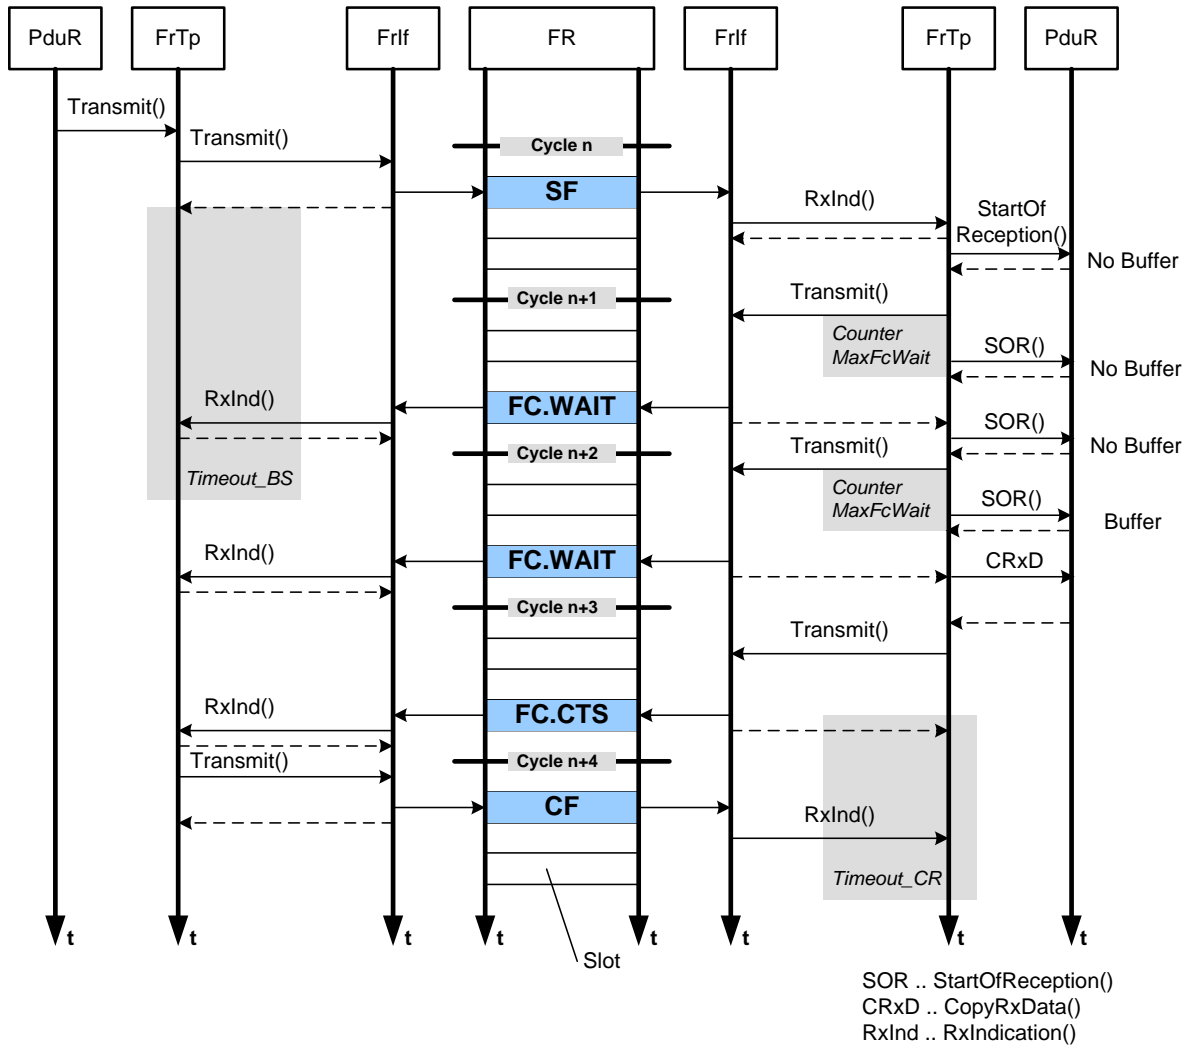 PduR
FrTp
FrIf
FR
FrIf
FrTp
PduR
Transmit()
Transmit()
Cycle n
SF
RxInd()
StartOf
Reception()
No Buffer
Cycle n+1
Transmit()
Counter
MaxFcWait
SOR()
No Buffer
RxInd()
FC.WAIT
SOR()
No Buffer
Cycle n+2
Transmit()
Timeout_BS
Counter
MaxFcWait
SOR()
Buffer
RxInd()
FC.WAIT
CRxD
Cycle n+3
Transmit()
RxInd()
FC.CTS
Transmit()
Cycle n+4
CF
RxInd()
Timeout_CR
t
t
t
t
t
t
t
t
Slot
SOR .. StartOfReception()
CRxD .. CopyRxData()
RxInd .. RxIndication()